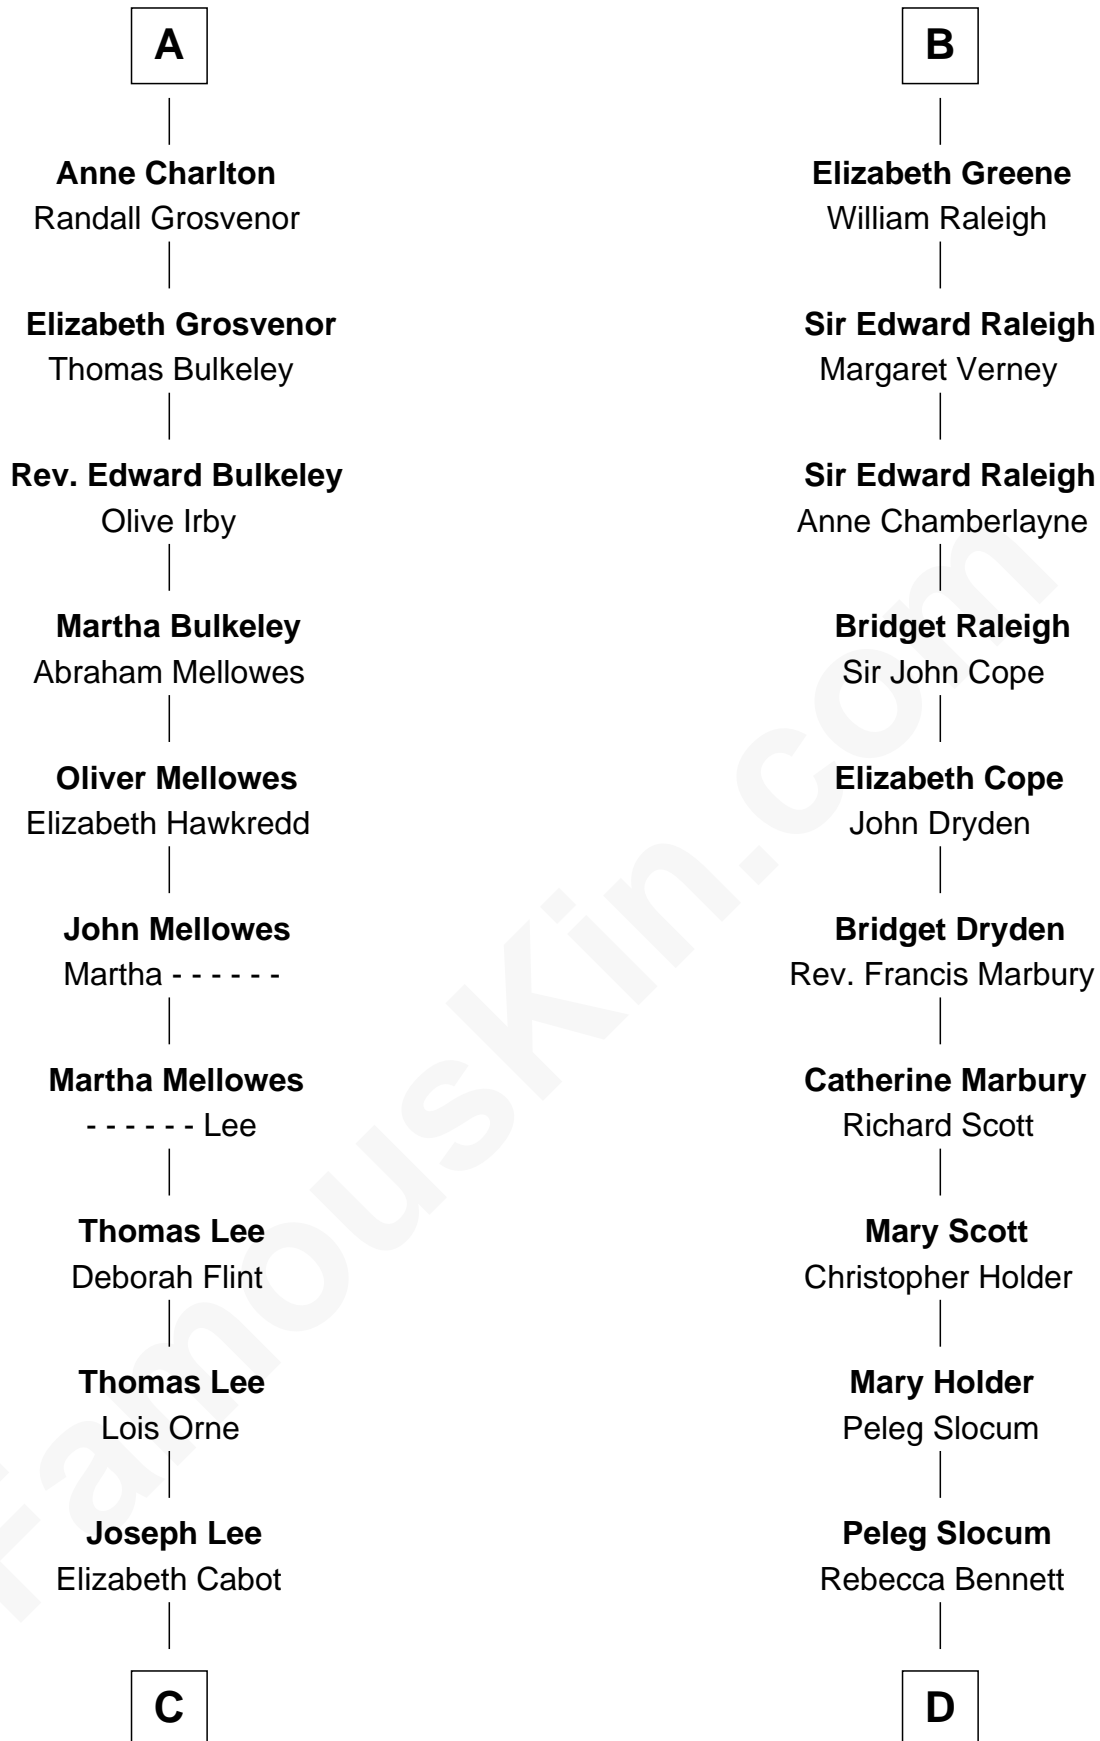 A
Anne Charlton
Randall Grosvenor
Elizabeth Grosvenor
Thomas Bulkeley
Rev. Edward Bulkeley
Olive Irby
Martha Bulkeley
Abraham Mellowes
Oliver Mellowes
Elizabeth Hawkredd
John Mellowes
Martha - - - - - -
Martha Mellowes
- - - - - - Lee
Thomas Lee
Deborah Flint
Thomas Lee
Lois Orne
Joseph Lee
Elizabeth Cabot
C
B
Elizabeth Greene
William Raleigh
Sir Edward Raleigh
Margaret Verney
Sir Edward Raleigh
Anne Chamberlayne
Bridget Raleigh
Sir John Cope
Elizabeth Cope
John Dryden
Bridget Dryden
Rev. Francis Marbury
Catherine Marbury
Richard Scott
Mary Scott
Christopher Holder
Mary Holder
Peleg Slocum
Peleg Slocum
Rebecca Bennett
D
FamousKin.com